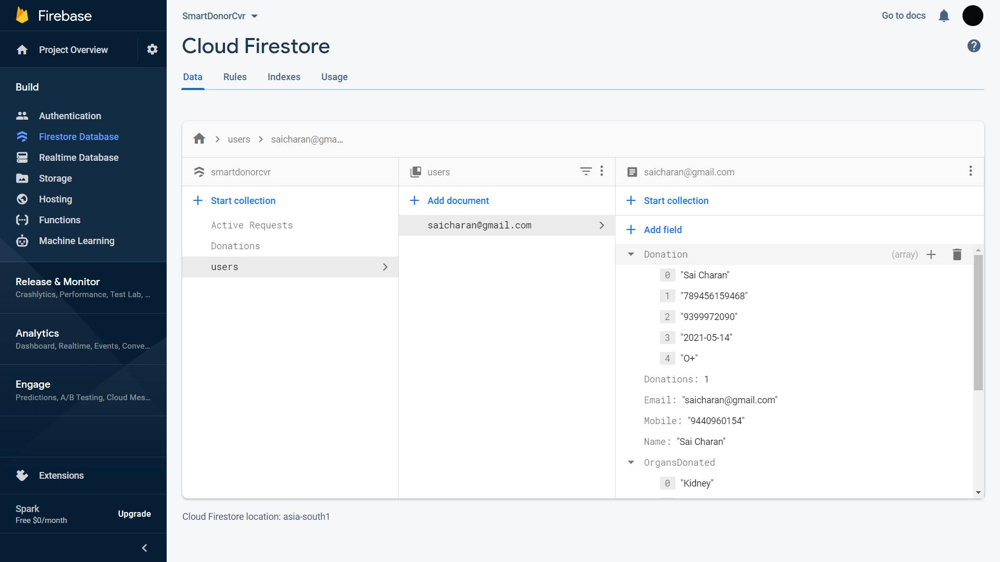 Firebase
Project Overview
Build
Authentication
Firestore Database
Realtime Database
Storage
Hosting
Functions
Machine Learning
Release & Monitor
Crashlytics, Performance, Test Lab, ...
Analytics
Dashboard, Realtime, Events, Conve...
Engage
Predictions, A/B Testing, Cloud Mes...
Extensions
Spark
Free $0/month
Upgrade
SmartDonorCvr
Go to docs
Cloud Firestore
Data Rules Indexes Usage
users saicharan@gma...
smartdonorcvr
Start collection
Active Requests
Donations
users
users
Add document
saicharan@gmail.com
saicharan@gmail.com
Start collection
Add field
Donation (array)
0 "Sai Charan"
1 "789456159468"
2 "9399972090"
3 "2021-05-14"
4 "O+"
Donations: 1
Email: "saicharan@gmail.com"
Mobile: "9440960154"
Name: "Sai Charan"
OrgansDonated
0 "Kidney"
Cloud Firestore location: asia-south1